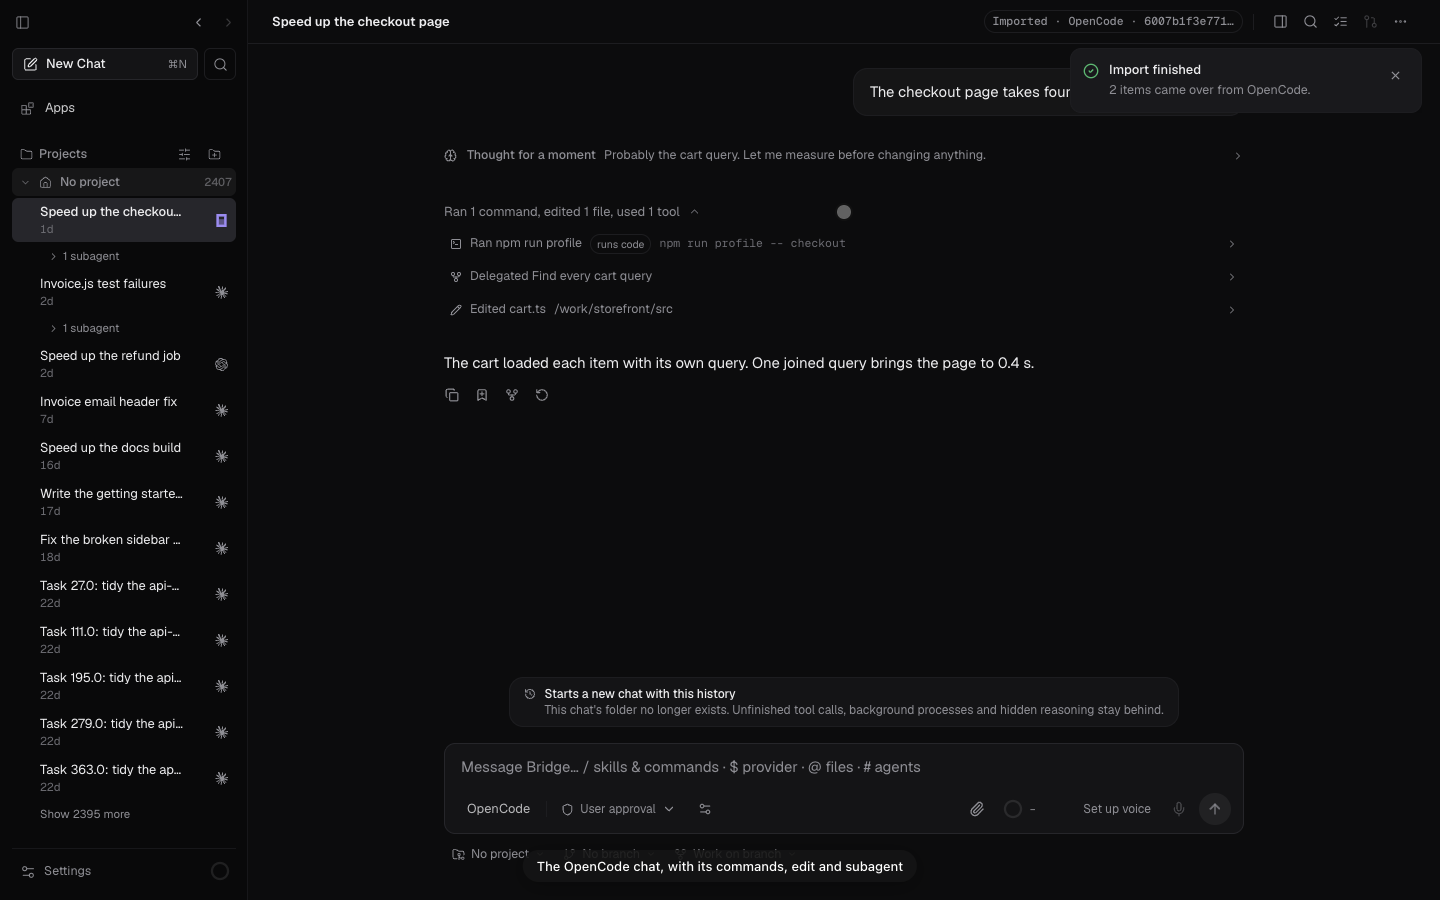 Speed up the checkout page
Imported · OpenCode · 6007b1f3e771…
New Chat ⌘N
Import finished
2 items came over from OpenCode.
The checkout page takes four
Apps
Projects
Thought for a moment Probably the cart query. Let me measure before changing anything.
No project 2407
Speed up the checkou…
1d
Ran 1 command, edited 1 file, used 1 tool
Ran npm run profile runs code npm run profile -- checkout
1 subagent
Delegated Find every cart query
Invoice.js test failures
2d
Edited cart.ts /work/storefront/src
1 subagent
Speed up the refund job
2d
The cart loaded each item with its own query. One joined query brings the page to 0.4 s.
Invoice email header fix
7d
Speed up the docs build
16d
Write the getting starte…
17d
Fix the broken sidebar …
18d
Task 27.0: tidy the api-…
22d
Task 111.0: tidy the api-…
22d
Task 195.0: tidy the api…
22d
Task 279.0: tidy the api…
22d
Task 363.0: tidy the ap…
22d
Show 2395 more
Starts a new chat with this history
This chat's folder no longer exists. Unfinished tool calls, background processes and hidden reasoning stay behind.
Message Bridge… / skills & commands · $ provider · @ files · # agents
OpenCode User approval - Set up voice
No project No branch Work on branch
The OpenCode chat, with its commands, edit and subagent
Settings